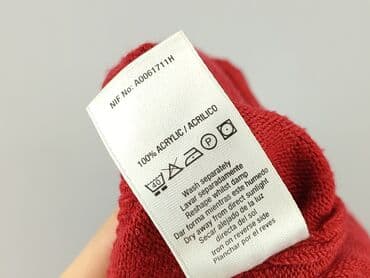 NIF No: A0061711H
100% ACRYLIC / ACRILICO
40 P
Wash separately
Lavar separadamente
Reshape whilst damp
Dar forma mientras este humedo
Dry away from direct sunlight
Secar alejado de la luz
directa del sol
Iron on reverse side
Planchar por el reves